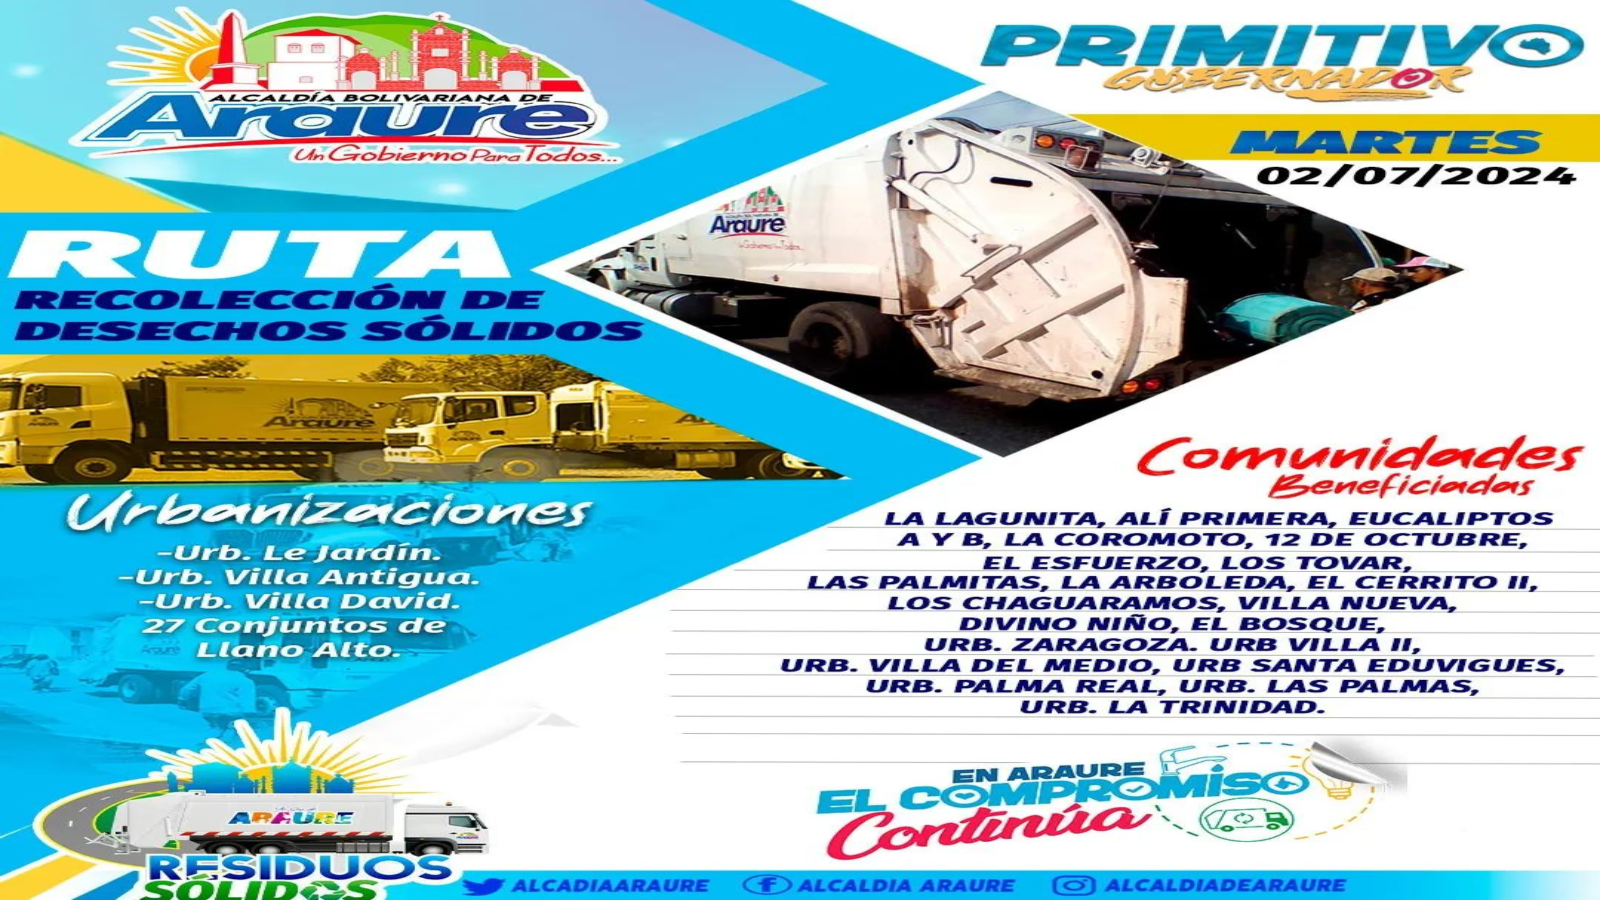 ALCALDÍA BOLIVARIANA DE
Araure
Un Gobierno Para Todos...
PRIMITIVO
GOBERNADOR
MARTES
02/07/2024
Araure
RUTA
RECOLECCIÓN DE
DESECHOS SÓLIDOS
Araure
Urbanizaciones
-Urb. Le Jardín.
-Urb. Villa Antigua.
-Urb. Villa David.
27 Conjuntos de
Llano Alto.
Comunidades
Beneficiadas
LA LAGUNITA, ALÍ PRIMERA, EUCALIPTOS
A Y B, LA COROMOTO, 12 DE OCTUBRE,
EL ESFUERZO, LOS TOVAR,
LAS PALMITAS, LA ARBOLEDA, EL CERRITO II,
LOS CHAGUARAMOS, VILLA NUEVA,
DIVINO NIÑO, EL BOSQUE,
URB. ZARAGOZA. URB VILLA II,
URB. VILLA DEL MEDIO, URB SANTA EDUVIGUES,
URB. PALMA REAL, URB. LAS PALMAS,
URB. LA TRINIDAD.
EN ARAURE
EL COMPROMISO
Continúa
ARAURE
RESIDUOS
SÓLIDOS
ALCADIAARAURE
ALCALDIA ARAURE
ALCALDIADEARAURE